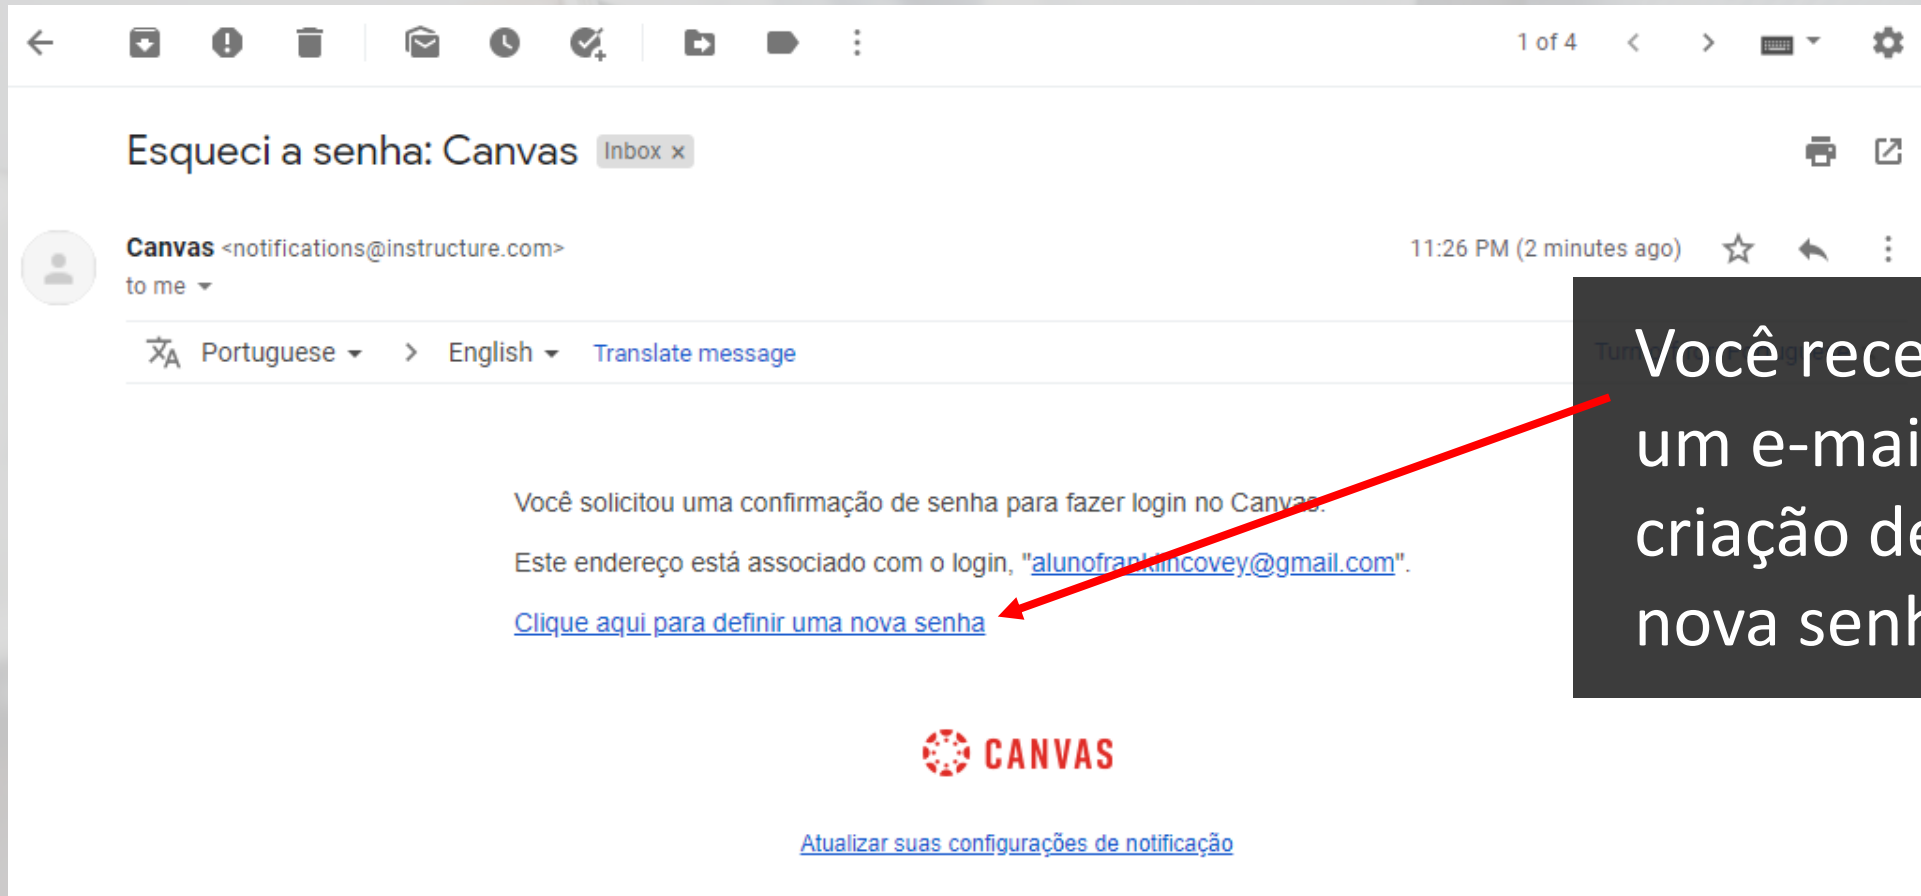 1 of 4
Esqueci a senha: Canvas Inbox x
Canvas <notifications@instructure.com>
11:26 PM (2 minutes ago)
to me
Portuguese > English Translate message
Você solicitou uma confirmação de senha para fazer login no Canvas.
Este endereço está associado com o login, "alunofranklincovey@gmail.com".
Clique aqui para definir uma nova senha
Você rece
um e-mai
criação de
nova senh
CANVAS
Atualizar suas configurações de notificação